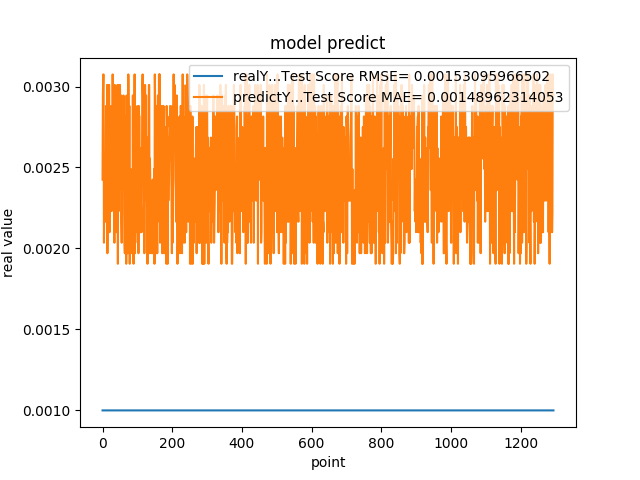 model predict
realY...Test Score RMSE= 0.00153095966502
predictY...Test Score MAE= 0.00148962314053
0.0030
0.0025
0.0020
0.0015
0.0010
real value
0 200 400 600 800 1000 1200
point